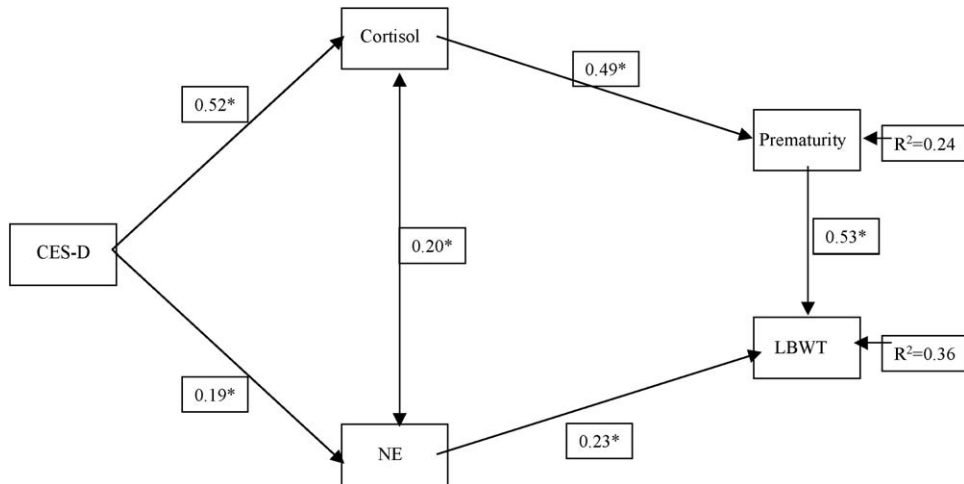 Cortisol
0.49*
0.52*
Prematurity
R²=0.24
CES-D
0.20*
0.53*
LBWT
R²=0.36
0.19*
0.23*
NE